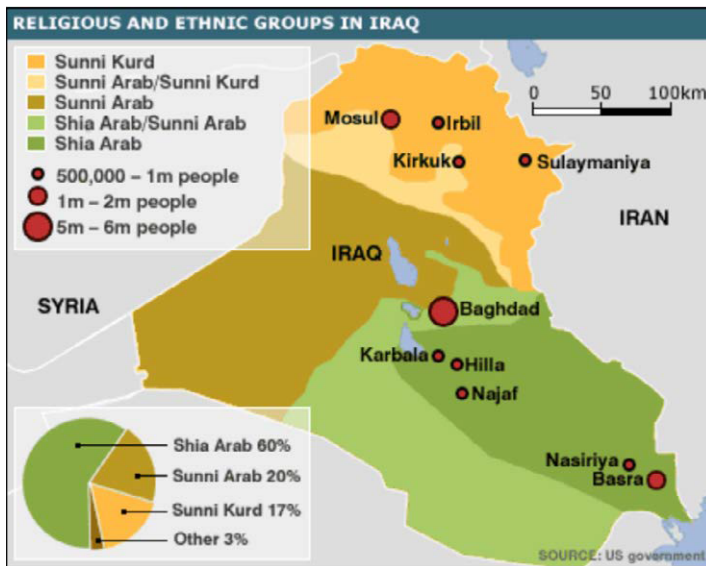 RELIGIOUS AND ETHNIC GROUPS IN IRAQ
Sunni Kurd
Sunni Arab/Sunni Kurd
Sunni Arab
Shia Arab/Sunni Arab
Shia Arab
500,000 – 1m people
1m – 2m people
5m – 6m people
0 50 100km
Mosul
Irbil
Kirkuk
Sulaymaniya
IRAN
IRAQ
SYRIA
Baghdad
Karbala
Hilla
Najaf
Nasiriya
Basra
Shia Arab 60%
Sunni Arab 20%
Sunni Kurd 17%
Other 3%
SOURCE: US government